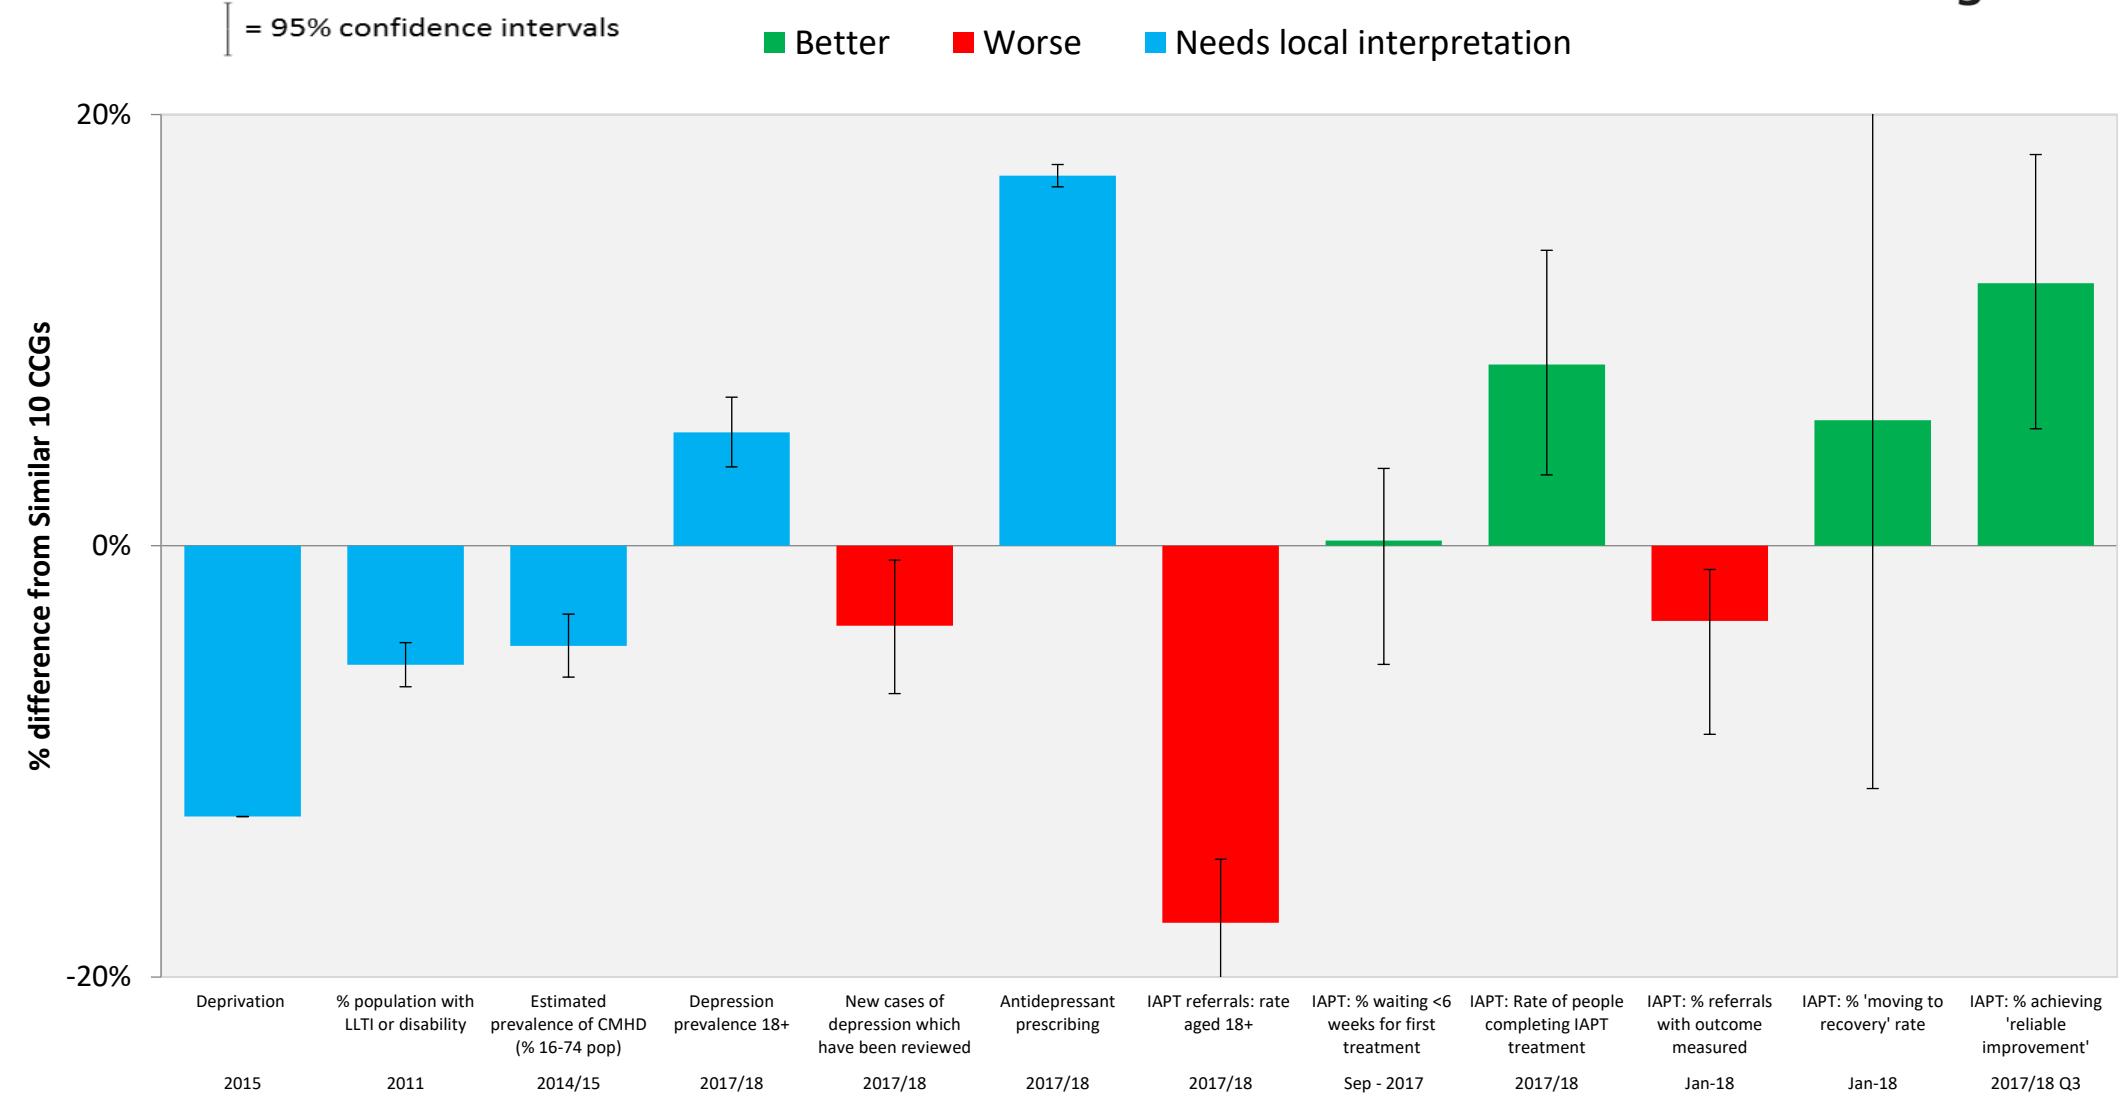 = 95% confidence intervals
Better Worse Needs local interpretation
% difference from Similar 10 CCGs
20%
0%
-20%
Deprivation
2015
% population with
LLTI or disability
2011
Estimated
prevalence of CMHD
(% 16-74 pop)
2014/15
Depression
prevalence 18+
2017/18
New cases of
depression which
have been reviewed
2017/18
Antidepressant
prescribing
2017/18
IAPT referrals: rate
aged 18+
2017/18
IAPT: % waiting <6
weeks for first
treatment
Sep - 2017
IAPT: Rate of people
completing IAPT
treatment
2017/18
IAPT: % referrals
with outcome
measured
Jan-18
IAPT: % 'moving to
recovery' rate
Jan-18
IAPT: % achieving
'reliable
improvement'
2017/18 Q3